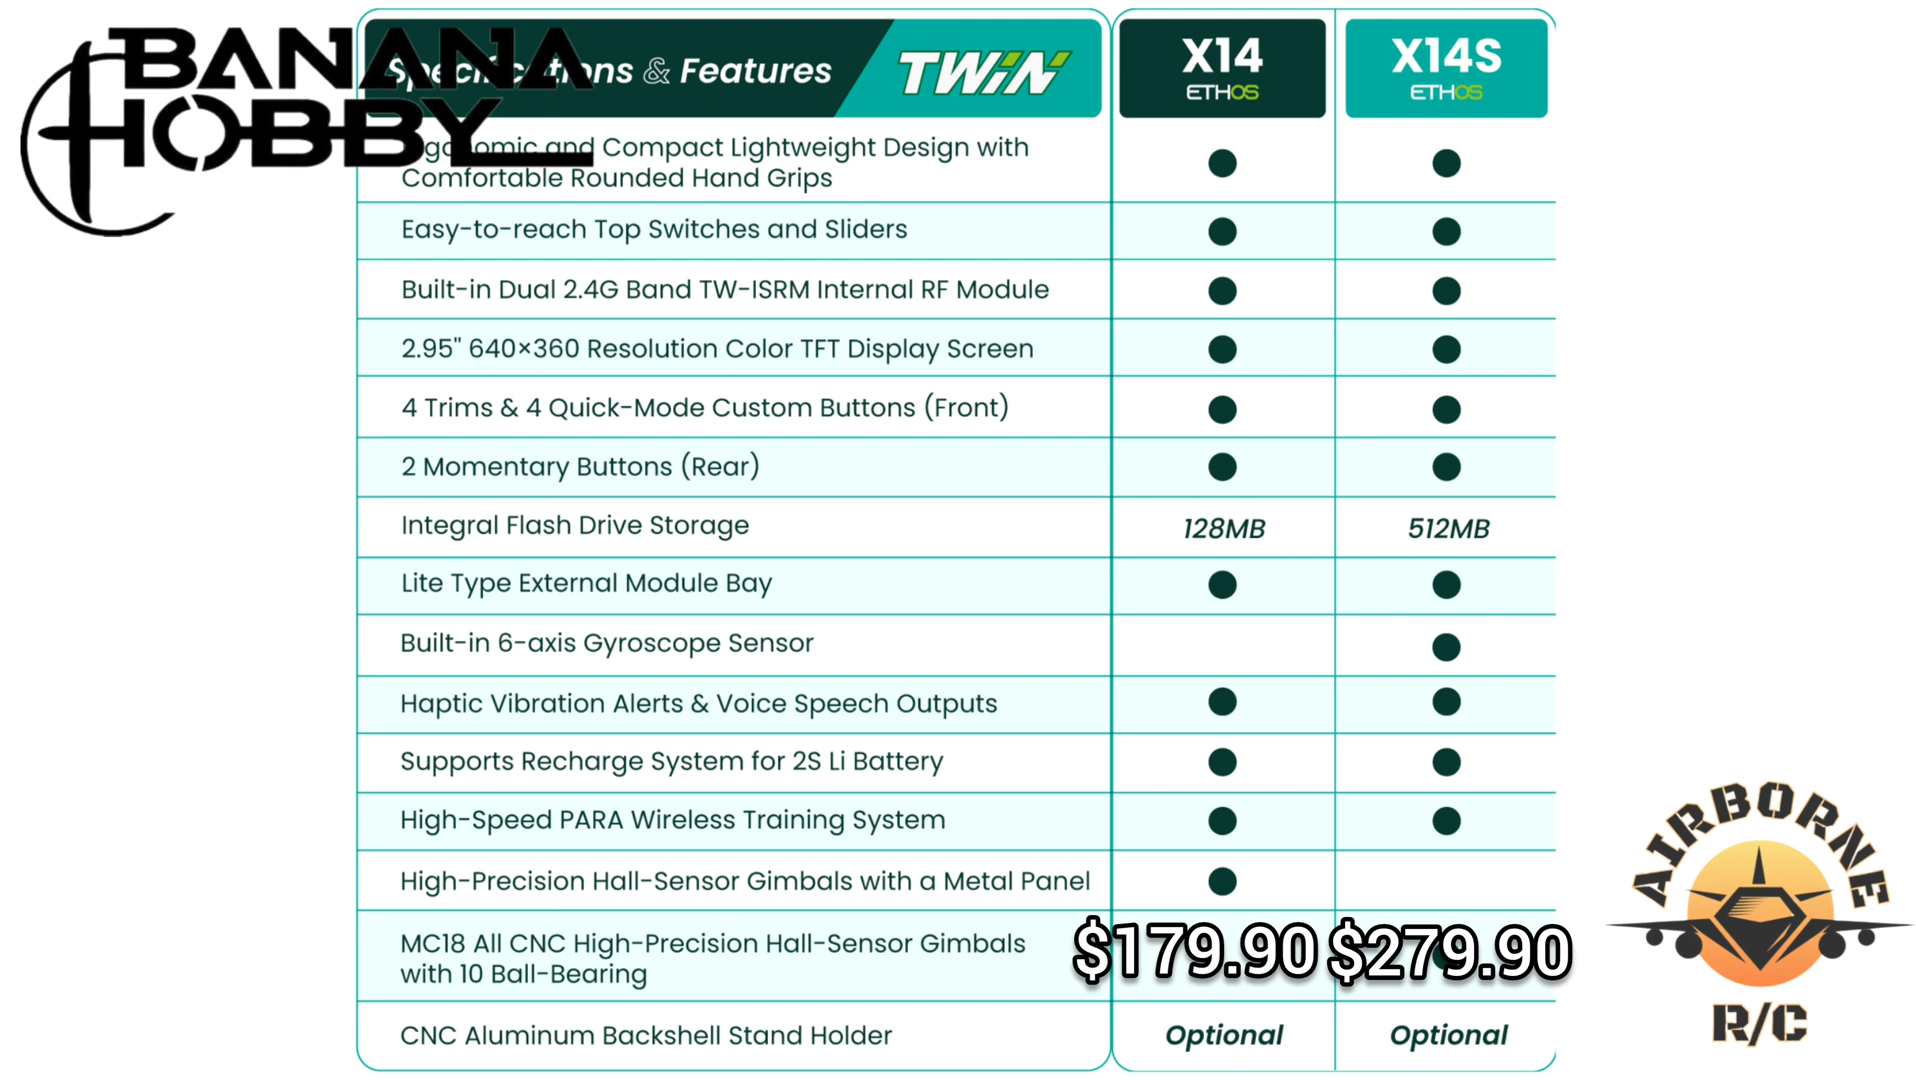 BANANA
HOBBY
Specifications & Features
TWIN
X14
ETHOS
X14S
ETHOS
Ergonomic and Compact Lightweight Design with
Comfortable Rounded Hand Grips
Easy-to-reach Top Switches and Sliders
Built-in Dual 2.4G Band TW-ISRM Internal RF Module
2.95" 640×360 Resolution Color TFT Display Screen
4 Trims & 4 Quick-Mode Custom Buttons (Front)
2 Momentary Buttons (Rear)
Integral Flash Drive Storage 128MB 512MB
Lite Type External Module Bay
Built-in 6-axis Gyroscope Sensor
Haptic Vibration Alerts & Voice Speech Outputs
Supports Recharge System for 2S Li Battery
High-Speed PARA Wireless Training System
High-Precision Hall-Sensor Gimbals with a Metal Panel
MC18 All CNC High-Precision Hall-Sensor Gimbals
with 10 Ball-Bearing
$179.90 $279.90
CNC Aluminum Backshell Stand Holder Optional Optional
AIRBORNE
R/C